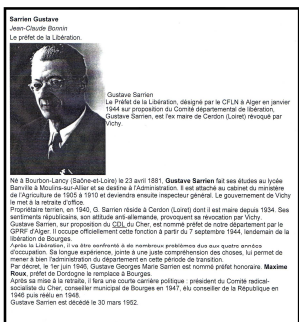 Sarrien Gustave
Jean-Claude Bonnin
Le préfet de la Libération.
Gustave Sarrien
Le Préfet de la Libération, désigné par le CFLN à Alger en janvier
1944 sur proposition du Comité départemental de libération,
Gustave Sarrien, est l'ex maire de Cerdon (Loiret) révoqué par
Vichy.
Né à Bourbon-Lancy (Saône-et-Loire) le 23 avril 1881, Gustave Sarrien fait ses études au lycée
Banville à Moulins-sur-Allier et se destine à l'Administration. Il est attaché au cabinet du ministère
de l'Agriculture de 1905 à 1910 et deviendra ensuite inspecteur général. Le gouvernement de Vichy
le met à la retraite d'office.
Propriétaire terrien, en 1940, G. Sarrien réside à Cerdon (Loiret) dont il est maire depuis 1934. Ses
sentiments républicains, son attitude anti-allemande, provoquent sa révocation par Vichy.
Gustave Sarrien, sur proposition du CDL du Cher, est nommé préfet de notre département par le
GPRF d'Alger. Il occupe officiellement cette fonction à partir du 7 septembre 1944, lendemain de la
libération de Bourges.
Après la Libération, il va être confronté à de nombreux problèmes dus aux quatre années
d'occupation. Sa longue expérience, jointe à une juste compréhension des choses, lui permet de
mener à bien l'administration du département en cette période de transition.
Par décret, le 1er juin 1946, Gustave Georges Marie Sarrien est nommé préfet honoraire. Maxime
Roux, préfet de Dordogne le remplace à Bourges.
Après sa mise à la retraite, il fera une courte carrière politique : président du Comité radical-
socialiste du Cher, conseiller municipal de Bourges en 1947, élu conseiller de la République en
1946 puis réélu en 1948.
Gustave Sarrien est décédé le 30 mars 1952.